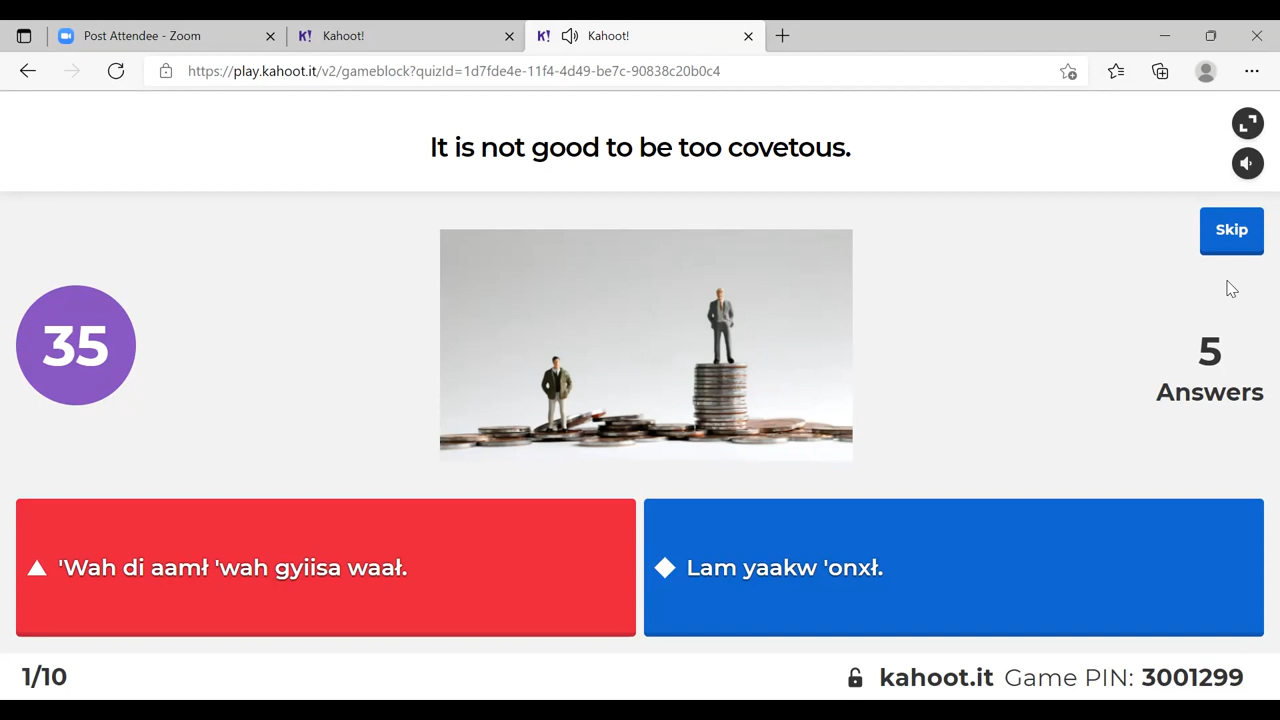 Post Attendee - Zoom
Kahoot!
Kahoot!
https://play.kahoot.it/v2/gameblock?quizId=1d7fde4e-11f4-4d49-be7c-90838c20b0c4
It is not good to be too covetous.
Skip
35
5
Answers
'Wah di aamł 'wah gyiisa waał.
Lam yaakw 'onxł.
1/10
kahoot.it Game PIN: 3001299